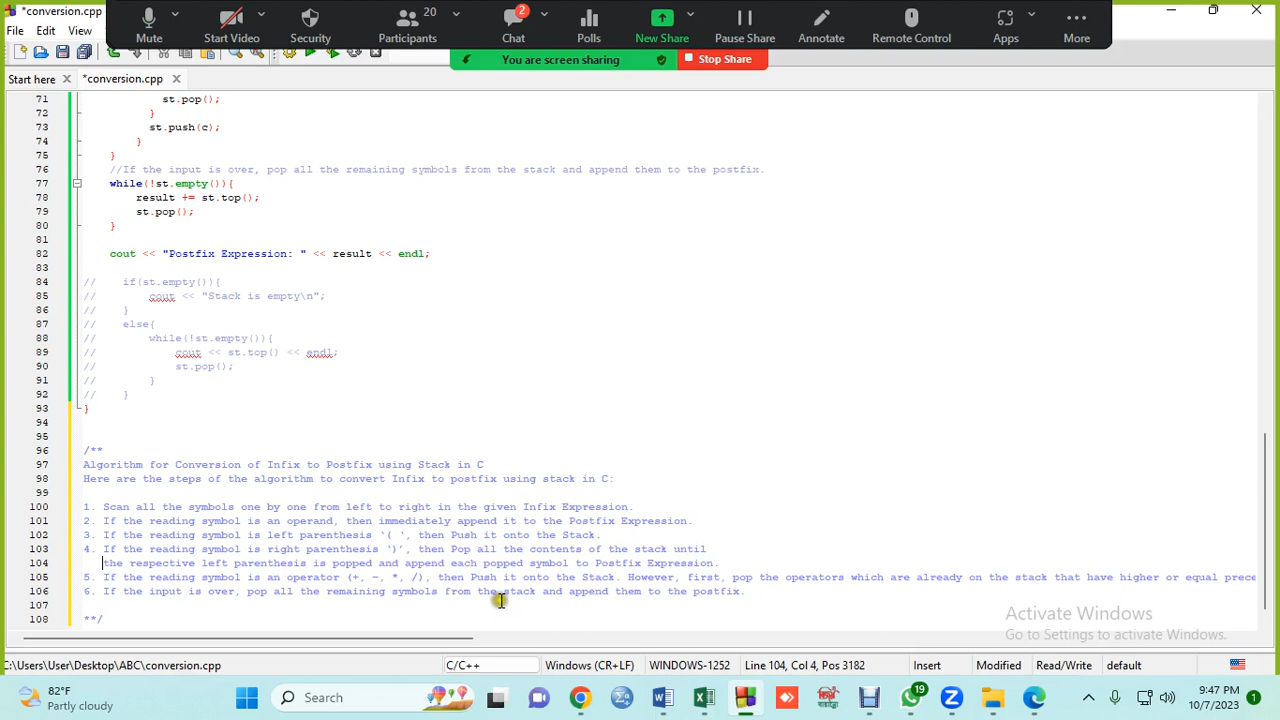 *conversion.cpp
File Edit View
Mute Start Video Security Participants 20 Chat 2 Polls New Share Pause Share Annotate Remote Control Apps More
You are screen sharing Stop Share
Start here *conversion.cpp
71 st.pop();
72 }
73 st.push(c);
74 }
75 }
76 //If the input is over, pop all the remaining symbols from the stack and append them to the postfix.
77 while(!st.empty()){
78 result += st.top();
79 st.pop();
80 }
81
82 cout << "Postfix Expression: " << result << endl;
83
84 // if(st.empty()){
85 // cout << "Stack is empty\n";
86 // }
87 // else{
88 // while(!st.empty()){
89 // cout << st.top() << endl;
90 // st.pop();
91 // }
92 // }
93 }
94
95
96 /**
97 Algorithm for Conversion of Infix to Postfix using Stack in C
98 Here are the steps of the algorithm to convert Infix to postfix using stack in C:
99
100 1. Scan all the symbols one by one from left to right in the given Infix Expression.
101 2. If the reading symbol is an operand, then immediately append it to the Postfix Expression.
102 3. If the reading symbol is left parenthesis ‘( ‘, then Push it onto the Stack.
103 4. If the reading symbol is right parenthesis ‘)’, then Pop all the contents of the stack until
104 the respective left parenthesis is popped and append each popped symbol to Postfix Expression.
105 5. If the reading symbol is an operator (+, –, *, /), then Push it onto the Stack. However, first, pop the operators which are already on the stack that have higher or equal prece
106 6. If the input is over, pop all the remaining symbols from the stack and append them to the postfix.
107
108 **/
Activate Windows
Go to Settings to activate Windows.
C:\Users\User\Desktop\ABC\conversion.cpp C/C++ Windows (CR+LF) WINDOWS-1252 Line 104, Col 4, Pos 3182 Insert Modified Read/Write default
82°F
Partly cloudy
Search
19
9:47 PM
10/7/2023
1